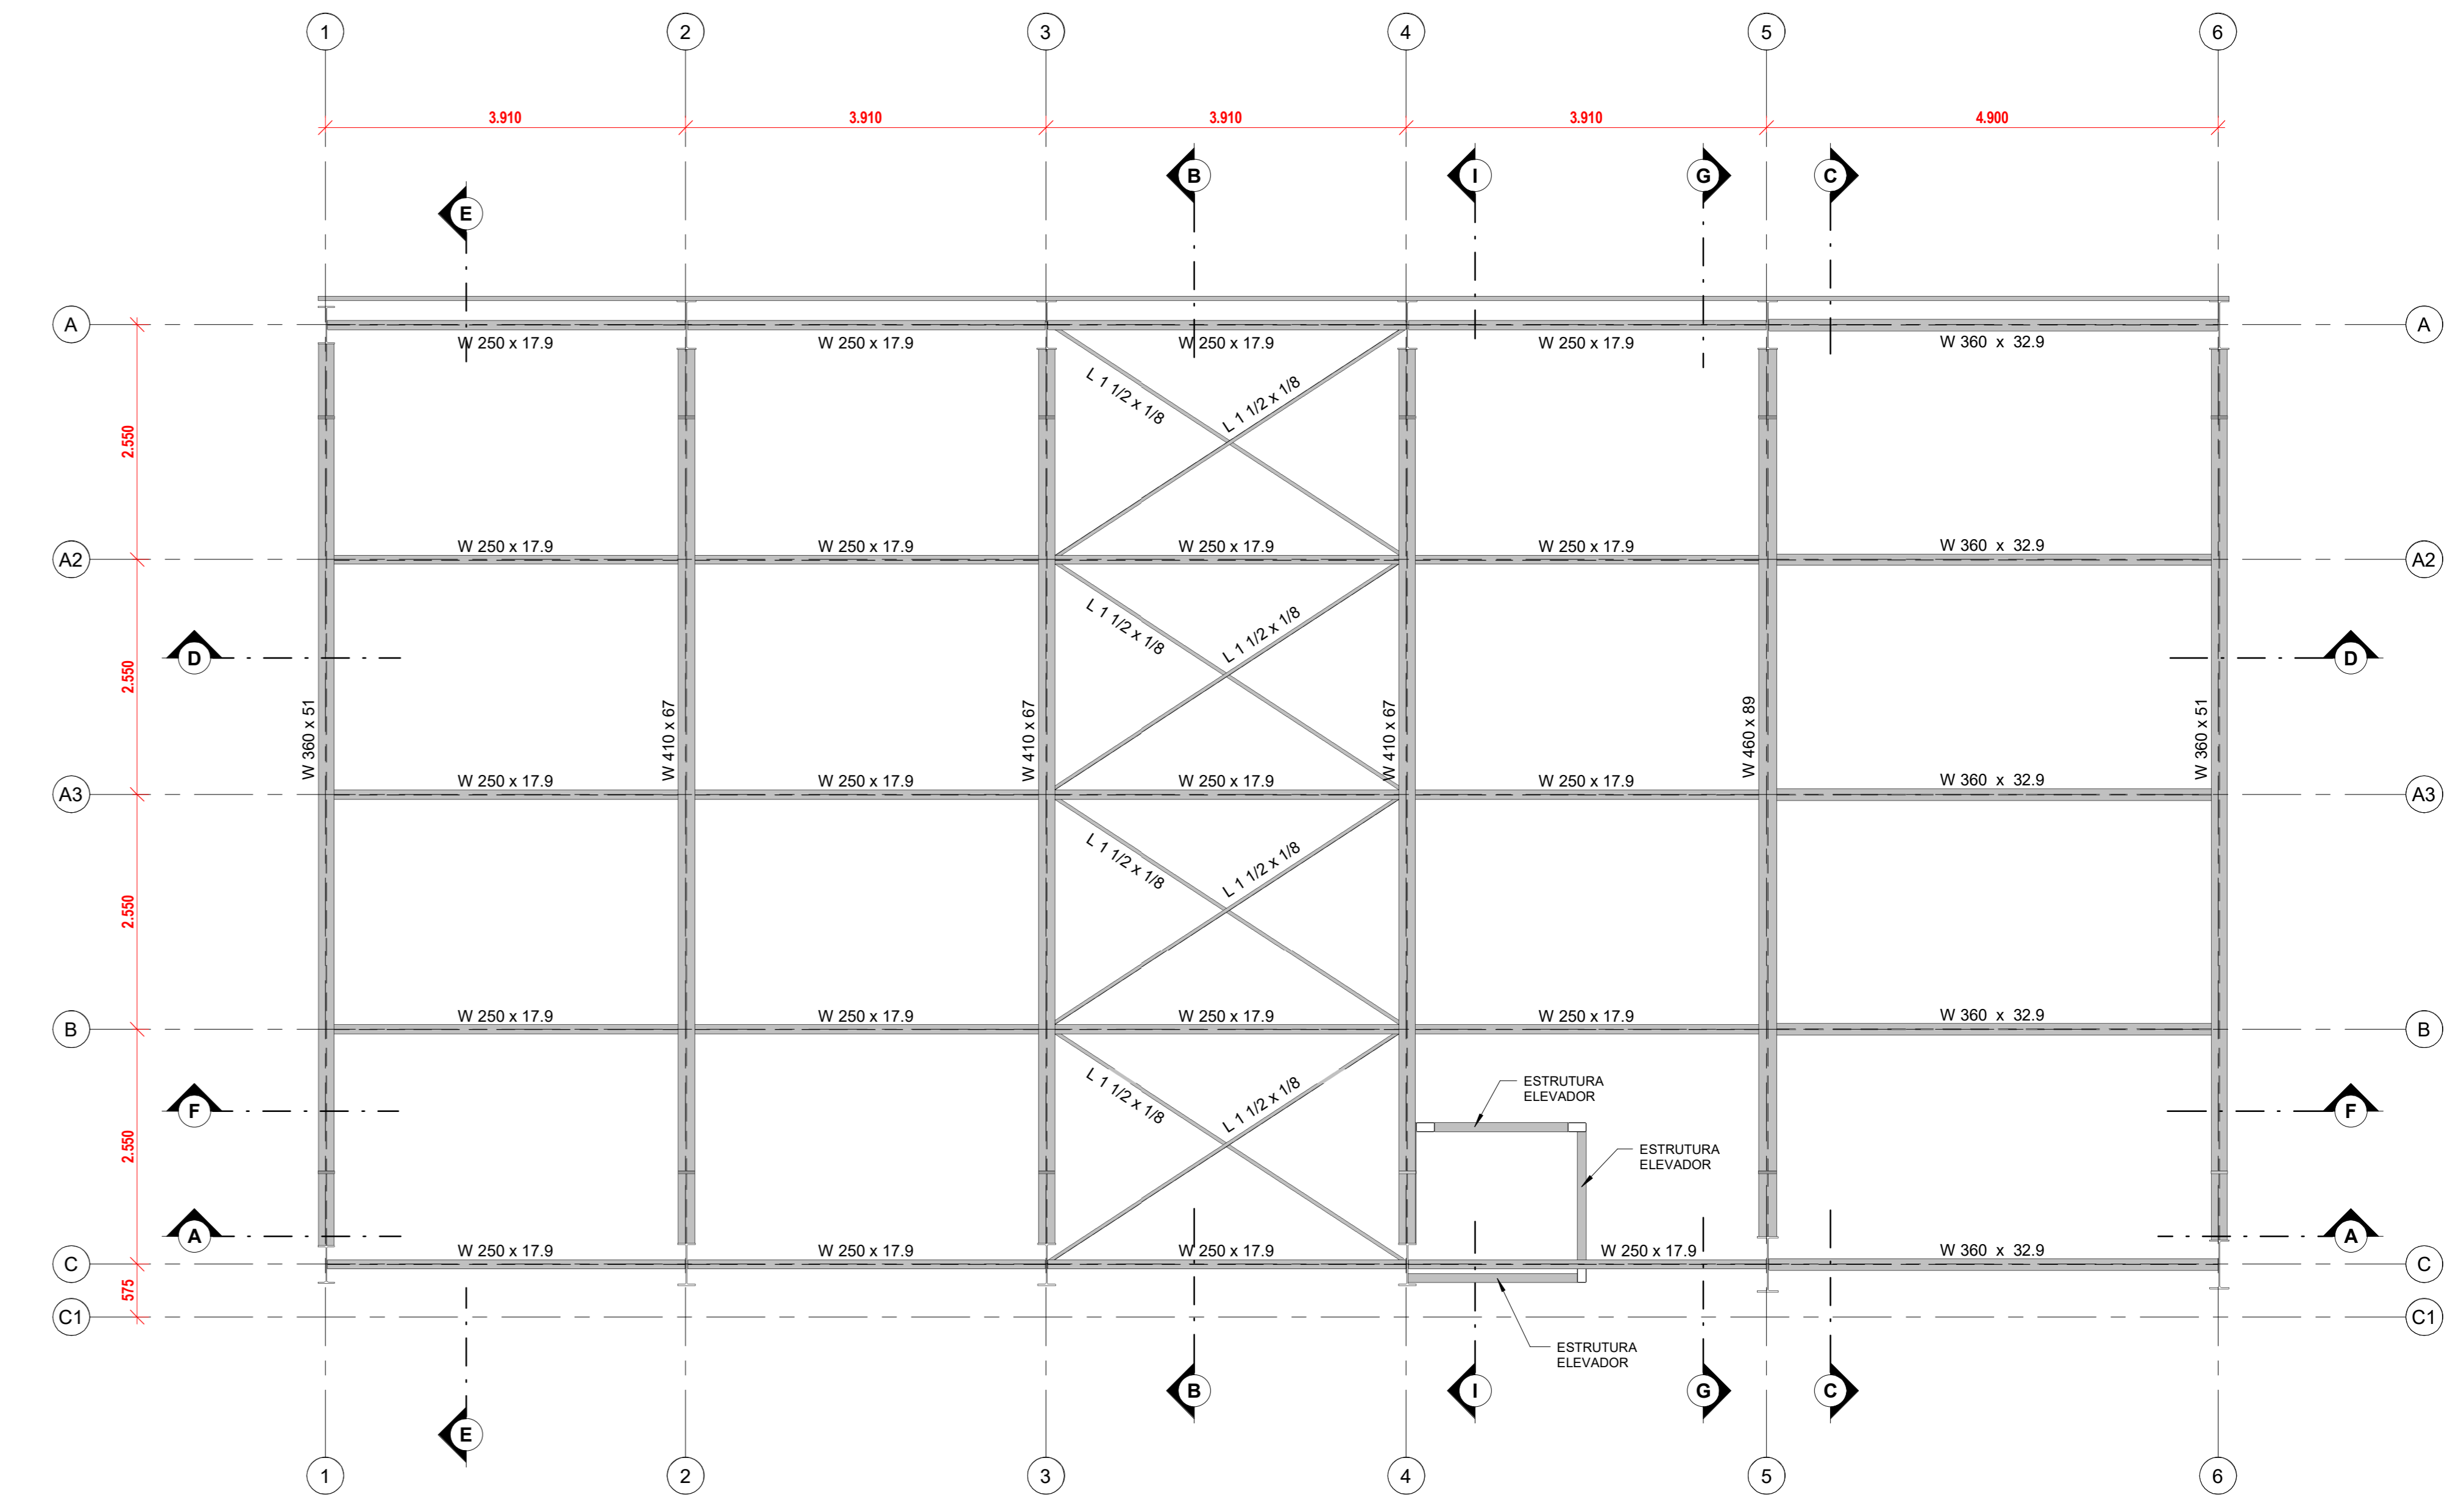 1 2 3 4 5 6
3.910 3.910 3.910 3.910 4.900
B I G C
E
A A
W 250 x 17.9 W 250 x 17.9 W 250 x 17.9 W 250 x 17.9 W 360 x 32.9
L 1 1/2 x 1/8 L 1 1/2 x 1/8
2.550
W 250 x 17.9 W 250 x 17.9 W 250 x 17.9 W 250 x 17.9 W 360 x 32.9
A2 A2
L 1 1/2 x 1/8 L 1 1/2 x 1/8
D D
2.550
W 360 x 51 W 410 x 67 W 410 x 67 W 410 x 67 W 460 x 89 W 360 x 51
W 250 x 17.9 W 250 x 17.9 W 250 x 17.9 W 250 x 17.9 W 360 x 32.9
A3 A3
L 1 1/2 x 1/8 L 1 1/2 x 1/8
2.550
W 250 x 17.9 W 250 x 17.9 W 250 x 17.9 W 250 x 17.9 W 360 x 32.9
B B
L 1 1/2 x 1/8 L 1 1/2 x 1/8
ESTRUTURA
ELEVADOR
F F
2.550
ESTRUTURA
ELEVADOR
A A
W 250 x 17.9 W 250 x 17.9 W 250 x 17.9 W 250 x 17.9 W 360 x 32.9
C C
575
C1 C1
ESTRUTURA
ELEVADOR
B I G C
E
1 2 3 4 5 6